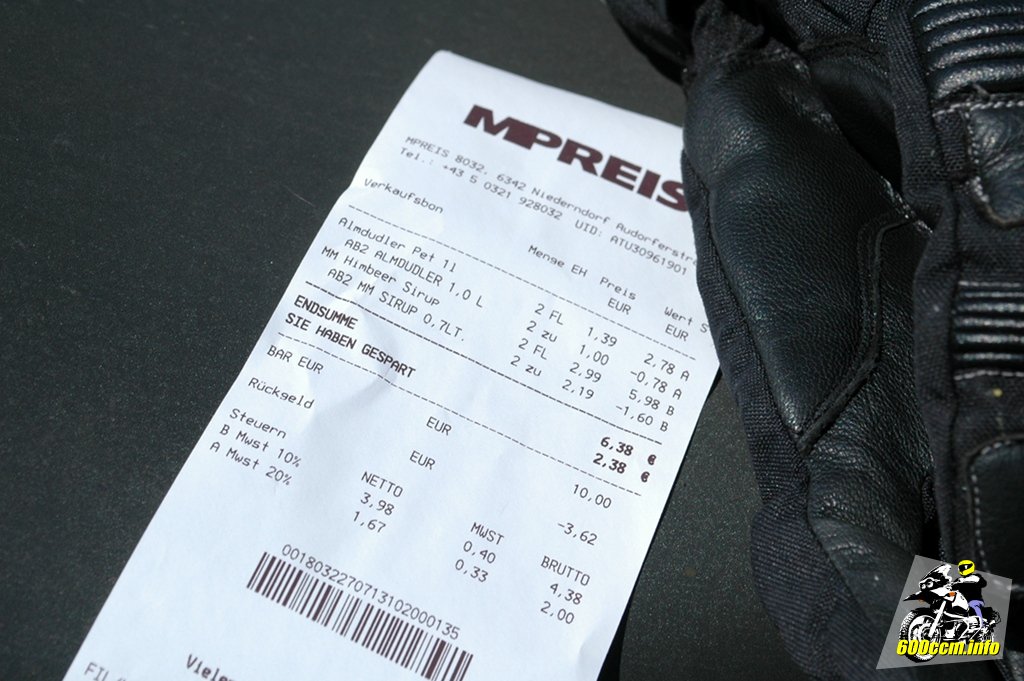 MPREIS
MPREIS 8032, 6342 Niederndorf Audorferstr
Tel.: +43 5 0321 928032 UID: ATU30961901
Verkaufsbon
Menge EH Preis Wert S
EUR EUR
Almdudler Pet 1l 2 FL 1,39 2,78 A
AB2 ALMDUDLER 1,0 L 2 zu 1,00 -0,78 A
MM Himbeer Sirup 2 FL 2,99 5,98 B
AB2 MM SIRUP 0,7LT. 2 zu 2,19 -1,60 B
ENDSUMME 6,38 €
SIE HABEN GESPART 2,38 €
BAR EUR EUR 10,00
Rückgeld EUR -3,62
Steuern NETTO MWST BRUTTO
B Mwst 10% 3,98 0,40 4,38
A Mwst 20% 1,67 0,33 2,00
0018032270713102000135
600ccm.info